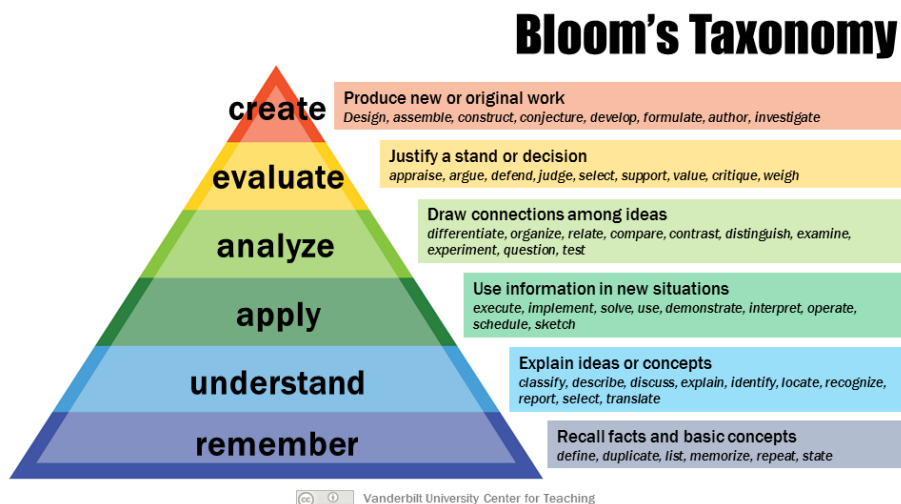 Bloom's Taxonomy
create
Produce new or original work
Design, assemble, construct, conjecture, develop, formulate, author, investigate
evaluate
Justify a stand or decision
appraise, argue, defend, judge, select, support, value, critique, weigh
analyze
Draw connections among ideas
differentiate, organize, relate, compare, contrast, distinguish, examine,
experiment, question, test
apply
Use information in new situations
execute, implement, solve, use, demonstrate, interpret, operate,
schedule, sketch
understand
Explain ideas or concepts
classify, describe, discuss, explain, identify, locate, recognize,
report, select, translate
remember
Recall facts and basic concepts
define, duplicate, list, memorize, repeat, state
cc
Vanderbilt University Center for Teaching